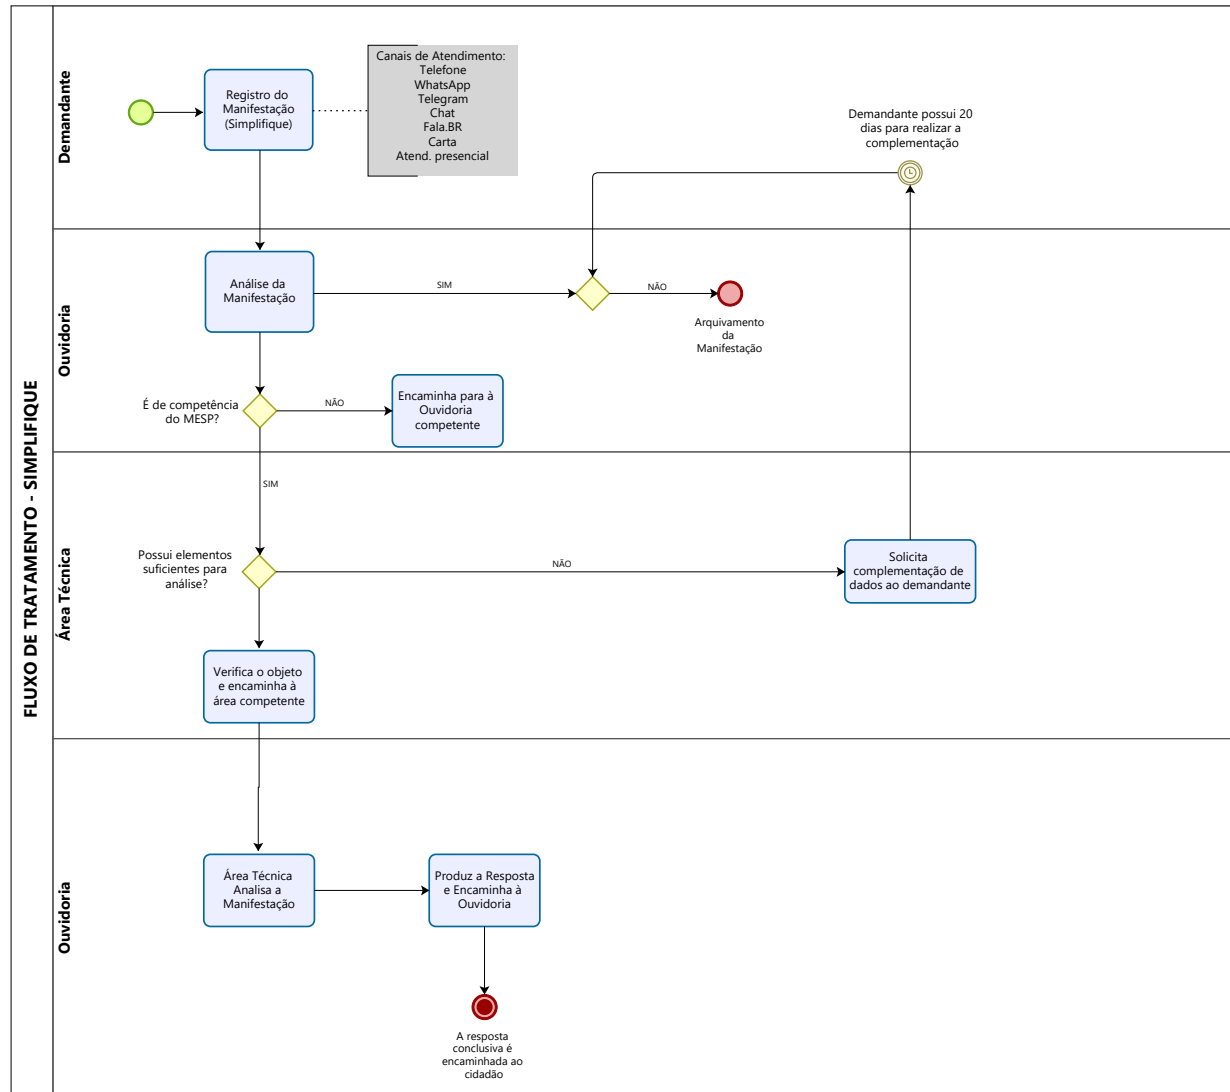 FLUXO DE TRATAMENTO - SIMPLIFIQUE
Demandante
Registro do
Manifestação
(Simplifique)
Canais de Atendimento:
Telefone
WhatsApp
Telegram
Chat
Fala.BR
Carta
Atend. presencial
Demandante possui 20
dias para realizar a
complementação
Ouvidoria
Análise da
Manifestação
SIM
NÃO
Arquivamento
da
Manifestação
É de competência
do MESP?
NÃO
Encaminha para à
Ouvidoria
competente
SIM
Área Técnica
Possui elementos
suficientes para
análise?
NÃO
Solicita
complementação de
dados ao demandante
Verifica o objeto
e encaminha à
área competente
Ouvidoria
Área Técnica
Analisa a
Manifestação
Produz a Resposta
e Encaminha à
Ouvidoria
A resposta
conclusiva é
encaminhada ao
cidadão